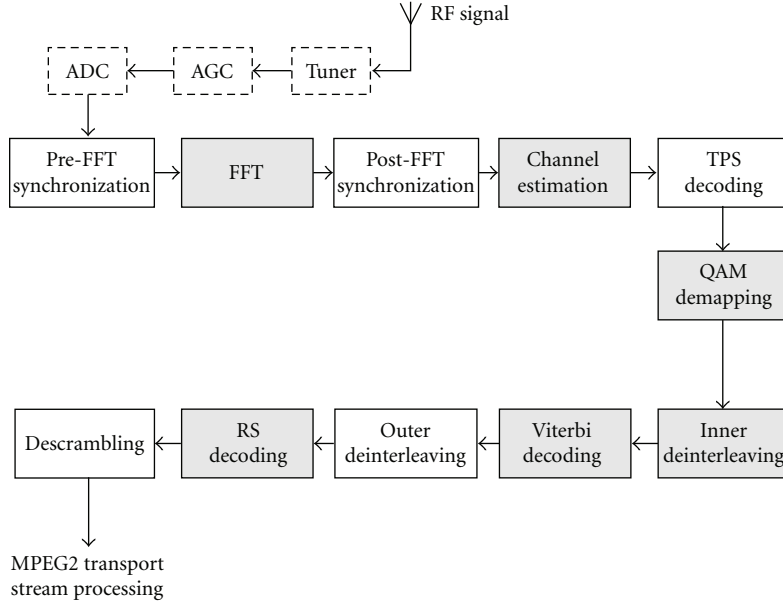 RF signal
ADC
AGC
Tuner
Pre-FFT
synchronization
FFT
Post-FFT
synchronization
Channel
estimation
TPS
decoding
QAM
demapping
Descrambling
RS
decoding
Outer
deinterleaving
Viterbi
decoding
Inner
deinterleaving
MPEG2 transport
stream processing